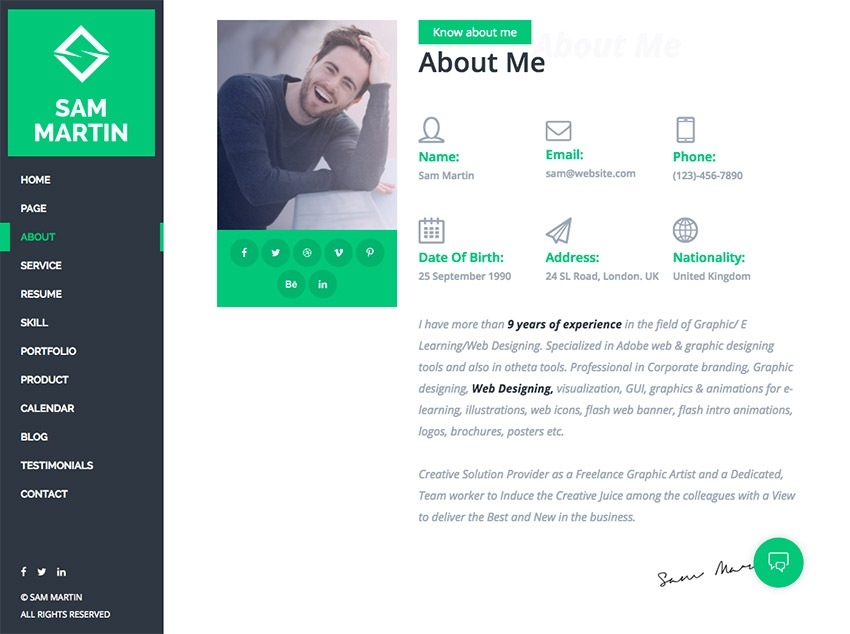 SAM
MARTIN
HOME
PAGE
ABOUT
SERVICE
RESUME
SKILL
PORTFOLIO
PRODUCT
CALENDAR
BLOG
TESTIMONIALS
CONTACT
© SAM MARTIN
ALL RIGHTS RESERVED
Bē
in
Know about me
About Me
About Me
Name:
Sam Martin
Email:
sam@website.com
Phone:
(123)-456-7890
Date Of Birth:
25 September 1990
Address:
24 SL Road, London. UK
Nationality:
United Kingdom
I have more than 9 years of experience in the field of Graphic/ E
Learning/Web Designing. Specialized in Adobe web & graphic designing
tools and also in otheta tools. Professional in Corporate branding, Graphic
designing, Web Designing, visualization, GUI, graphics & animations for e-
learning, illustrations, web icons, flash web banner, flash intro animations,
logos, brochures, posters etc.
Creative Solution Provider as a Freelance Graphic Artist and a Dedicated,
Team worker to Induce the Creative Juice among the colleagues with a View
to deliver the Best and New in the business.
Sam